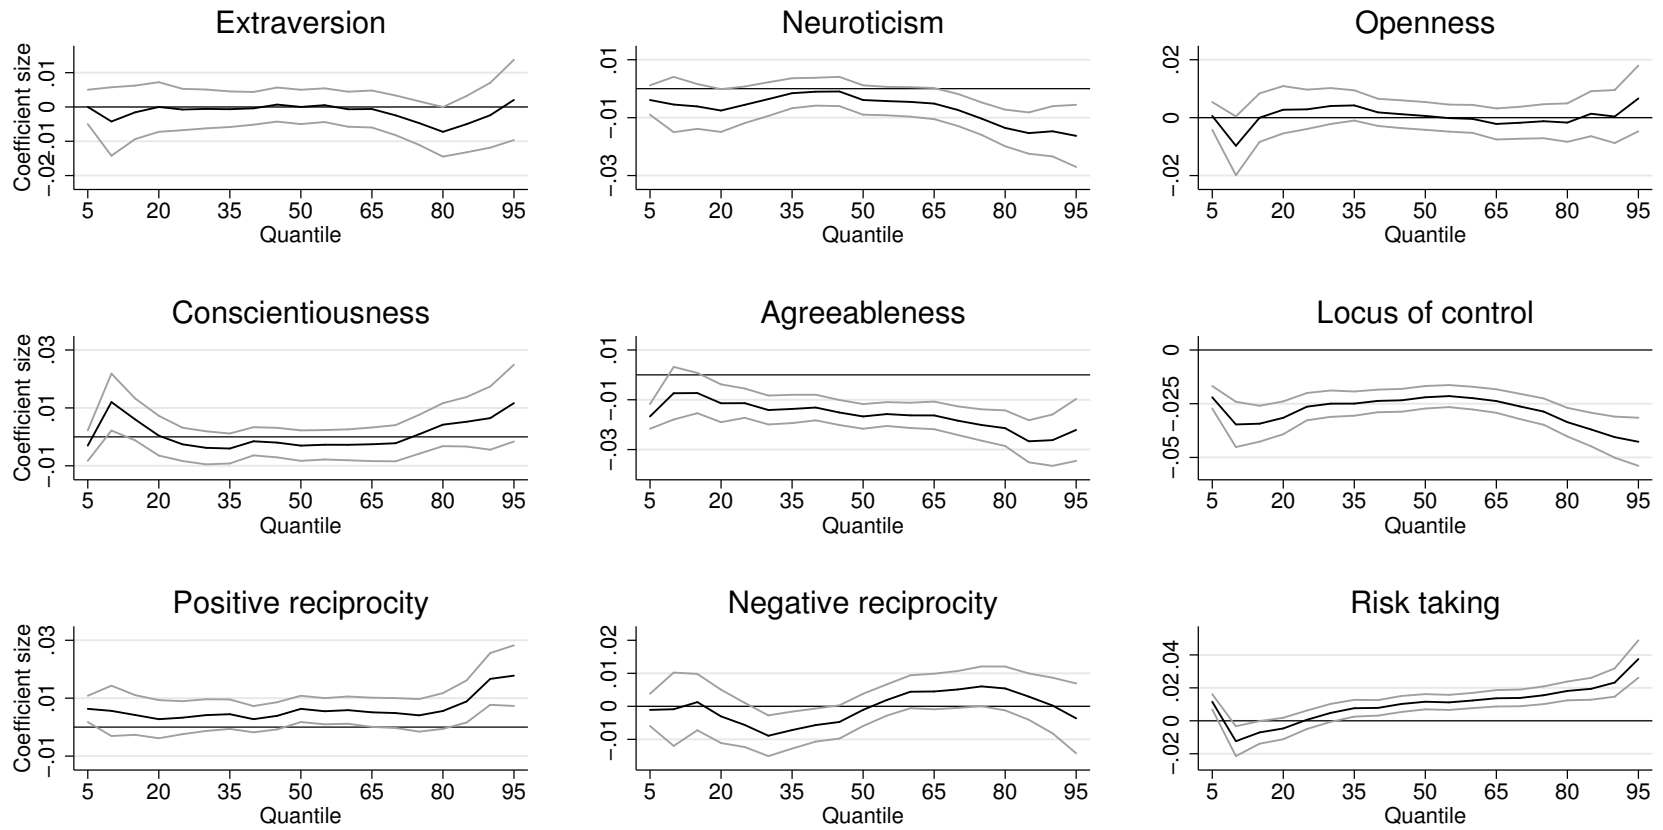 Extraversion
Coefficient size
.01
0
−.01
−.02
5 20 35 50 65 80 95
Quantile
Neuroticism
.01
−.01
−.03
5 20 35 50 65 80 95
Quantile
Openness
.02
0
−.02
5 20 35 50 65 80 95
Quantile
Conscientiousness
Coefficient size
.03
.01
−.01
5 20 35 50 65 80 95
Quantile
Agreeableness
.01
−.01
−.03
5 20 35 50 65 80 95
Quantile
Locus of control
0
−.025
−.05
5 20 35 50 65 80 95
Quantile
Positive reciprocity
Coefficient size
.03
.01
−.01
5 20 35 50 65 80 95
Quantile
Negative reciprocity
.02
.01
0
−.01
5 20 35 50 65 80 95
Quantile
Risk taking
.04
.02
0
−.02
5 20 35 50 65 80 95
Quantile